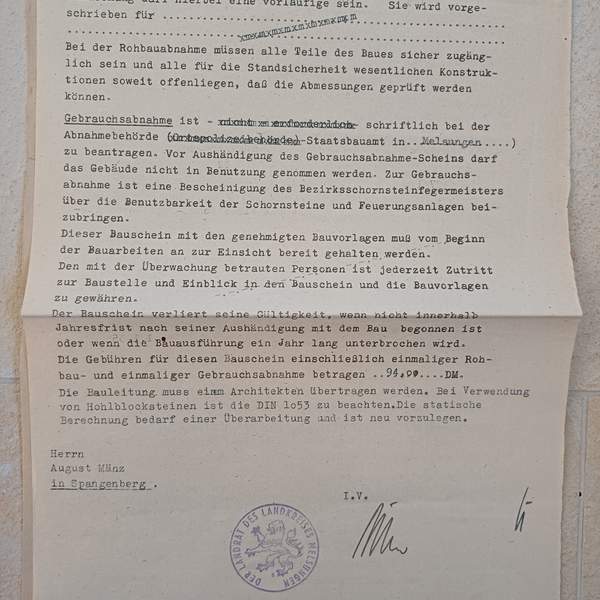 hierbei eine vorläufige sein. Sie wird vorge-
schrieben für
Bei der Rohbauabnahme müssen alle Teile des Baues sicher zugäng-
lich sein und alle für die Standsicherheit wesentlichen Konstruk-
tionen soweit offenliegen, daß die Abmessungen geprüft werden
können.
Gebrauchsabnahme ist - nicht - erforderlich - schriftlich bei der
Abnahmebehörde (Ortspolizeibehörde)-Staatsbauamt in..Melsungen....)
zu beantragen. Vor Aushändigung des Gebrauchsabnahme-Scheins darf
das Gebäude nicht in Benutzung genommen werden. Zur Gebrauchs-
abnahme ist eine Bescheinigung des Bezirksschornsteinfegermeisters
über die Benutzbarkeit der Schornsteine und Feuerungsanlagen bei-
zubringen.
Dieser Bauschein mit den genehmigten Bauvorlagen muß vom Beginn
der Bauarbeiten an zur Einsicht bereit gehalten werden.
Den mit der Überwachung betrauten Personen ist jederzeit Zutritt
zur Baustelle und Einblick in den Bauschein und die Bauvorlagen
zu gewähren.
Der Bauschein verliert seine Gültigkeit, wenn nicht innerhalb
Jahresfrist nach seiner Aushändigung mit dem Bau begonnen ist
oder wenn die Bauausführung ein Jahr lang unterbrochen wird.
Die Gebühren für diesen Bauschein einschließlich einmaliger Roh-
bau- und einmaliger Gebrauchsabnahme betragen ..94,00....DM.
Die Bauleitung muss einem Architekten übertragen werden. Bei Verwendung
von Hohlblocksteinen ist die DIN 1o53 zu beachten.Die statische
Berechnung bedarf einer Überarbeitung und ist neu vorzulegen.
Herrn
August Mänz
in Spangenberg .
I.V.
DER LANDRAT DES LANDKREISES MELSUNGEN